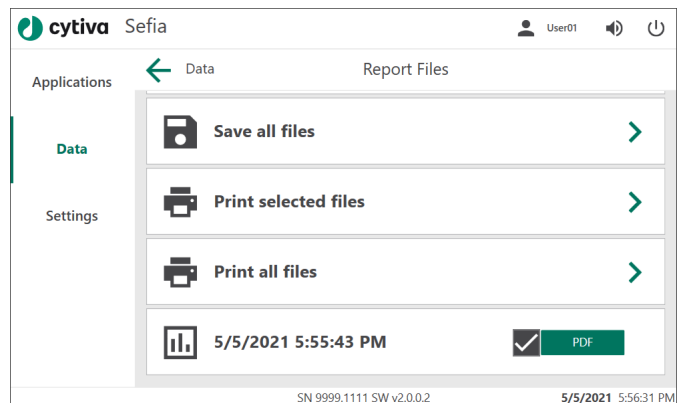 cytiva Sefia User01
Applications
Data Report Files
Save all files
Data
Print selected files
Settings
Print all files
5/5/2021 5:55:43 PM PDF
SN 9999.1111 SW v2.0.0.2 5/5/2021 5:56:31 PM